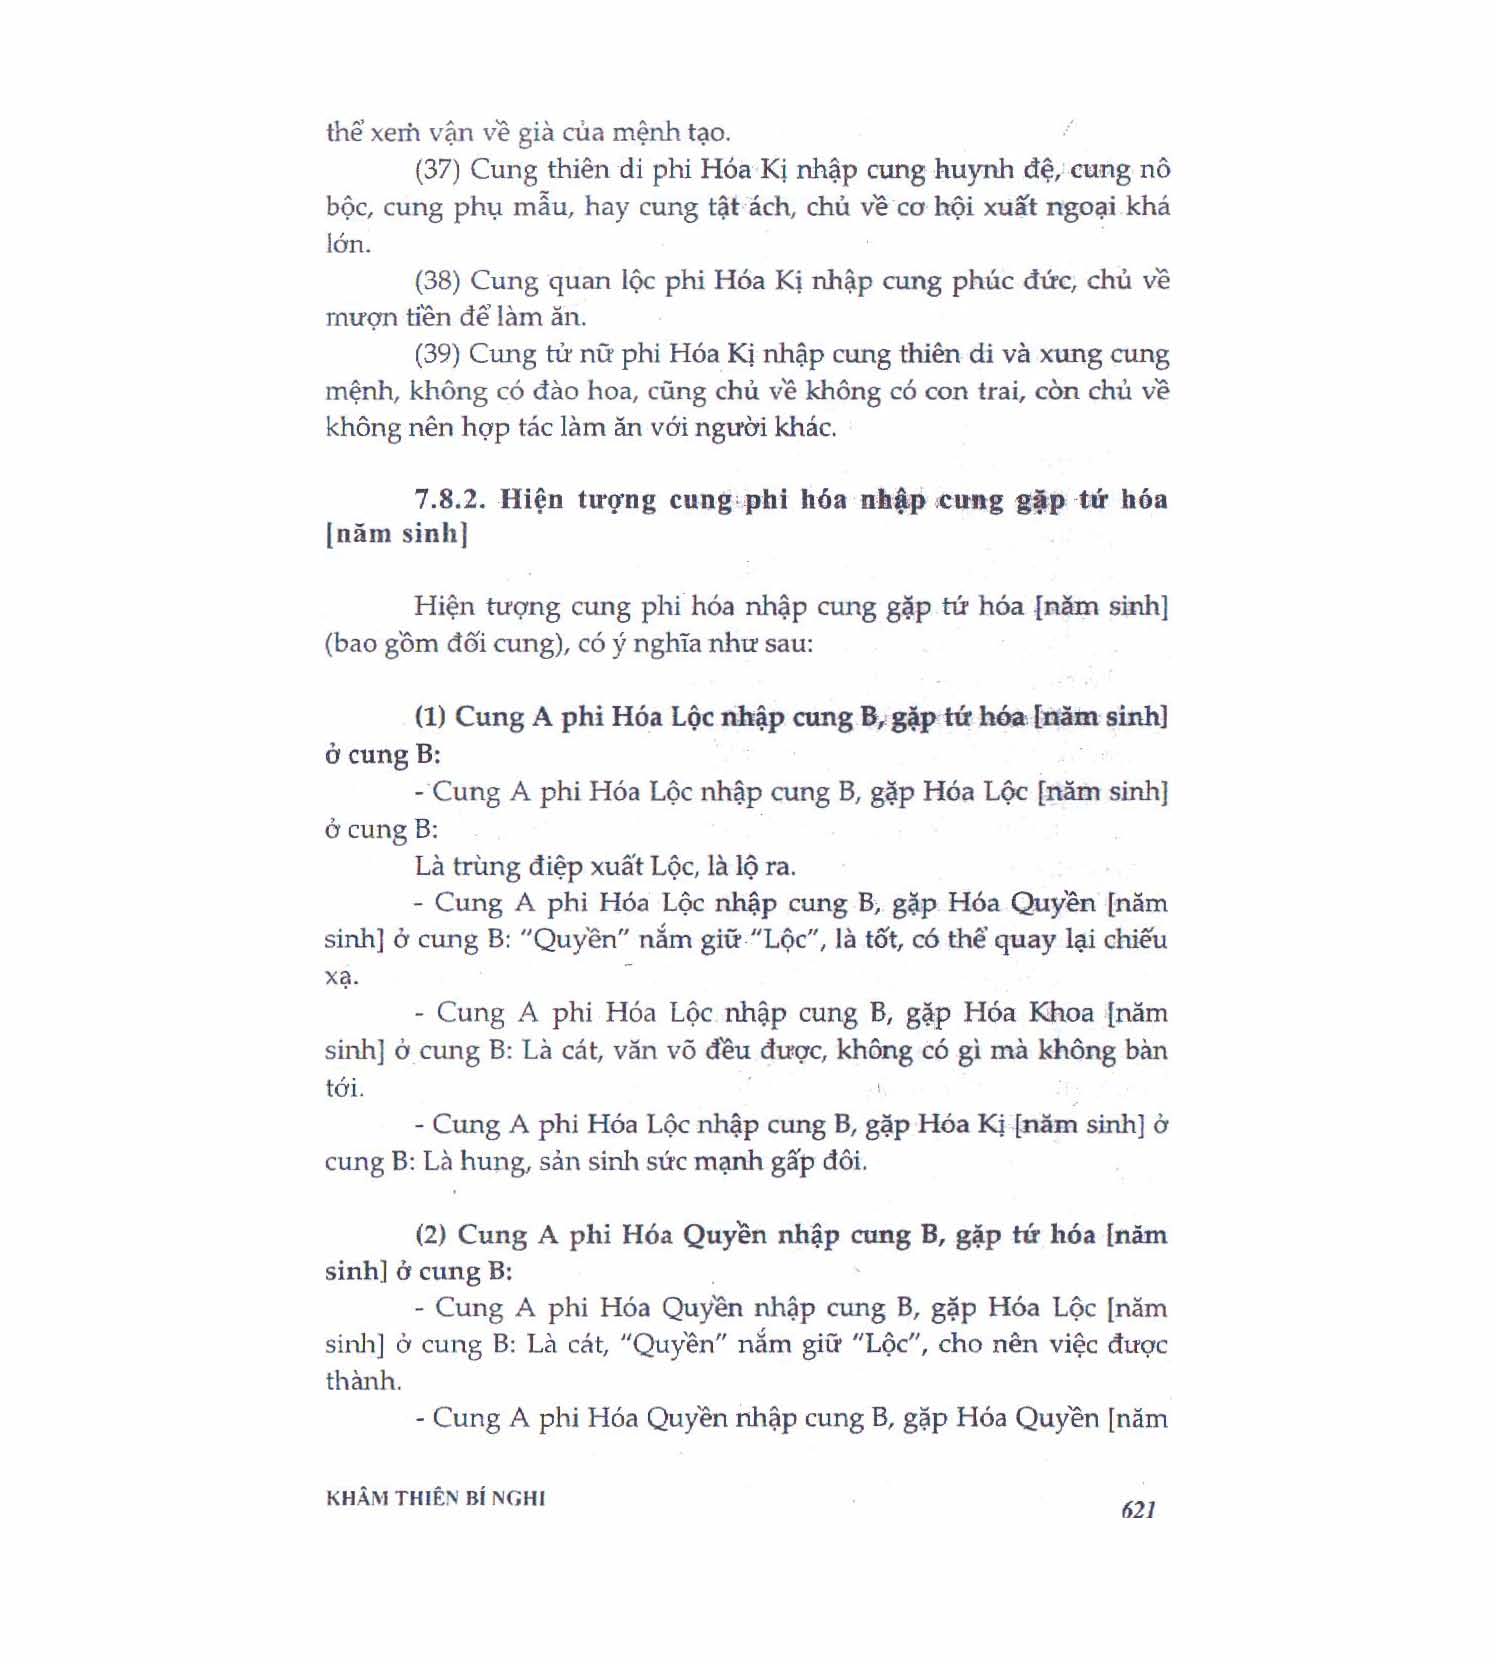 thể xem vận về già của mệnh tạo.
(37) Cung thiên di phi Hóa Kị nhập cung huynh đệ, cung nô
bộc, cung phụ mẫu, hay cung tật ách, chủ về cơ hội xuất ngoại khá
lớn.
(38) Cung quan lộc phi Hóa Kị nhập cung phúc đức, chủ về
mượn tiền để làm ăn.
(39) Cung tử nữ phi Hóa Kị nhập cung thiên di và xung cung
mệnh, không có đào hoa, cũng chủ về không có con trai, còn chủ về
không nên hợp tác làm ăn với người khác.
7.8.2. Hiện tượng cung phi hóa nhập cung gặp tứ hóa
[năm sinh]
Hiện tượng cung phi hóa nhập cung gặp tứ hóa [năm sinh]
(bao gồm đối cung), có ý nghĩa như sau:
(1) Cung A phi Hóa Lộc nhập cung B, gặp tứ hóa [năm sinh]
ở cung B:
- Cung A phi Hóa Lộc nhập cung B, gặp Hóa Lộc [năm sinh]
ở cung B:
Là trùng điệp xuất Lộc, là lộ ra.
- Cung A phi Hóa Lộc nhập cung B, gặp Hóa Quyền [năm
sinh] ở cung B: "Quyền" nắm giữ "Lộc", là tốt, có thể quay lại chiếu
xạ.
- Cung A phi Hóa Lộc nhập cung B, gặp Hóa Khoa [năm
sinh] ở cung B: Là cát, văn võ đều được, không có gì mà không bàn
tới.
- Cung A phi Hóa Lộc nhập cung B, gặp Hóa Kị [năm sinh] ở
cung B: Là hung, sản sinh sức mạnh gấp đôi.
(2) Cung A phi Hóa Quyền nhập cung B, gặp tứ hóa [năm
sinh] ở cung B:
- Cung A phi Hóa Quyền nhập cung B, gặp Hóa Lộc [năm
sinh] ở cung B: Là cát, "Quyền" nắm giữ "Lộc", cho nên việc được
thành.
- Cung A phi Hóa Quyền nhập cung B, gặp Hóa Quyền [năm
KHÂM THIÊN BÍ NGHI
621